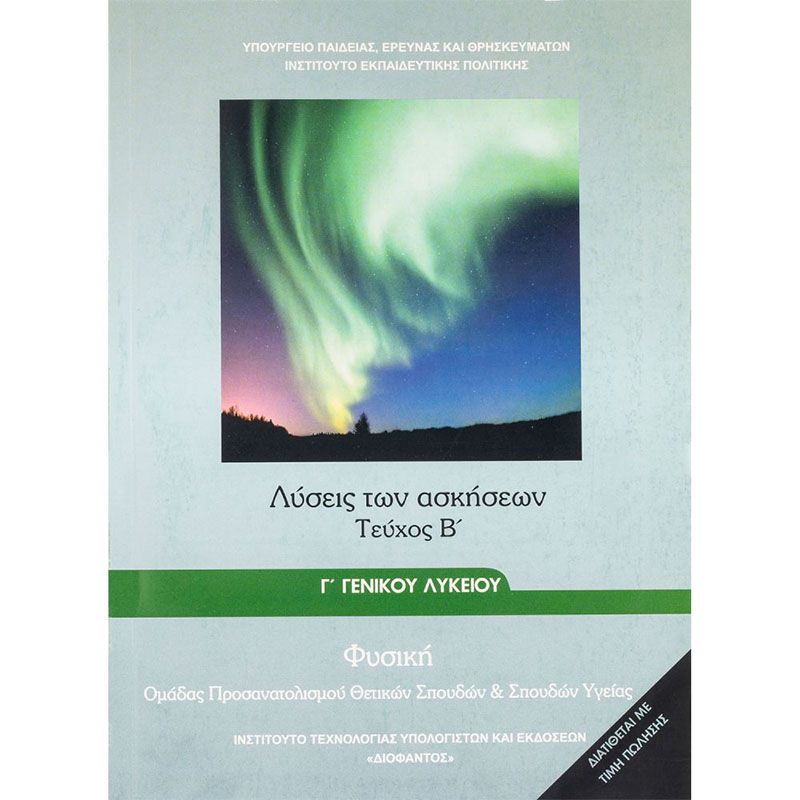 ΥΠΟΥΡΓΕΙΟ ΠΑΙΔΕΙΑΣ, ΕΡΕΥΝΑΣ ΚΑΙ ΘΡΗΣΚΕΥΜΑΤΩΝ
ΙΝΣΤΙΤΟΥΤΟ ΕΚΠΑΙΔΕΥΤΙΚΗΣ ΠΟΛΙΤΙΚΗΣ
Λύσεις των ασκήσεων
Τεύχος Β΄
Γ΄ ΓΕΝΙΚΟΥ ΛΥΚΕΙΟΥ
Φυσική
Ομάδας Προσανατολισμού Θετικών Σπουδών & Σπουδών Υγείας
ΙΝΣΤΙΤΟΥΤΟ ΤΕΧΝΟΛΟΓΙΑΣ ΥΠΟΛΟΓΙΣΤΩΝ ΚΑΙ ΕΚΔΟΣΕΩΝ
«ΔΙΟΦΑΝΤΟΣ»
ΔΙΑΤΙΘΕΤΑΙ ΜΕ
ΤΙΜΗ ΠΩΛΗΣΗΣ